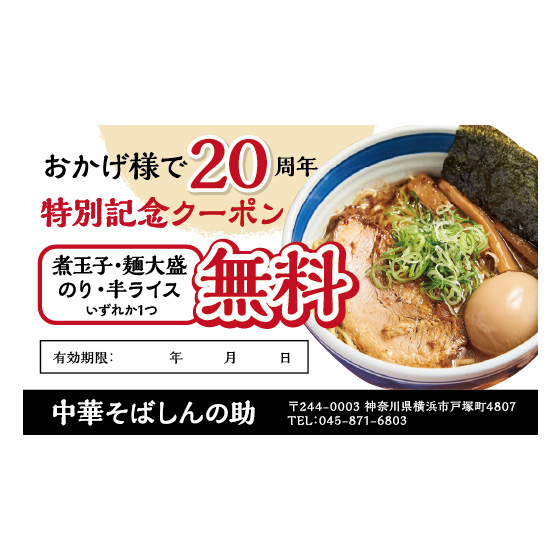 おかげ様で20周年
特別記念クーポン
煮玉子・麺大盛
のり・半ライス
いずれか1つ
無料
有効期限： 年 月 日
中華そばしんの助
〒244-0003 神奈川県横浜市戸塚町4807
TEL:045-871-6803